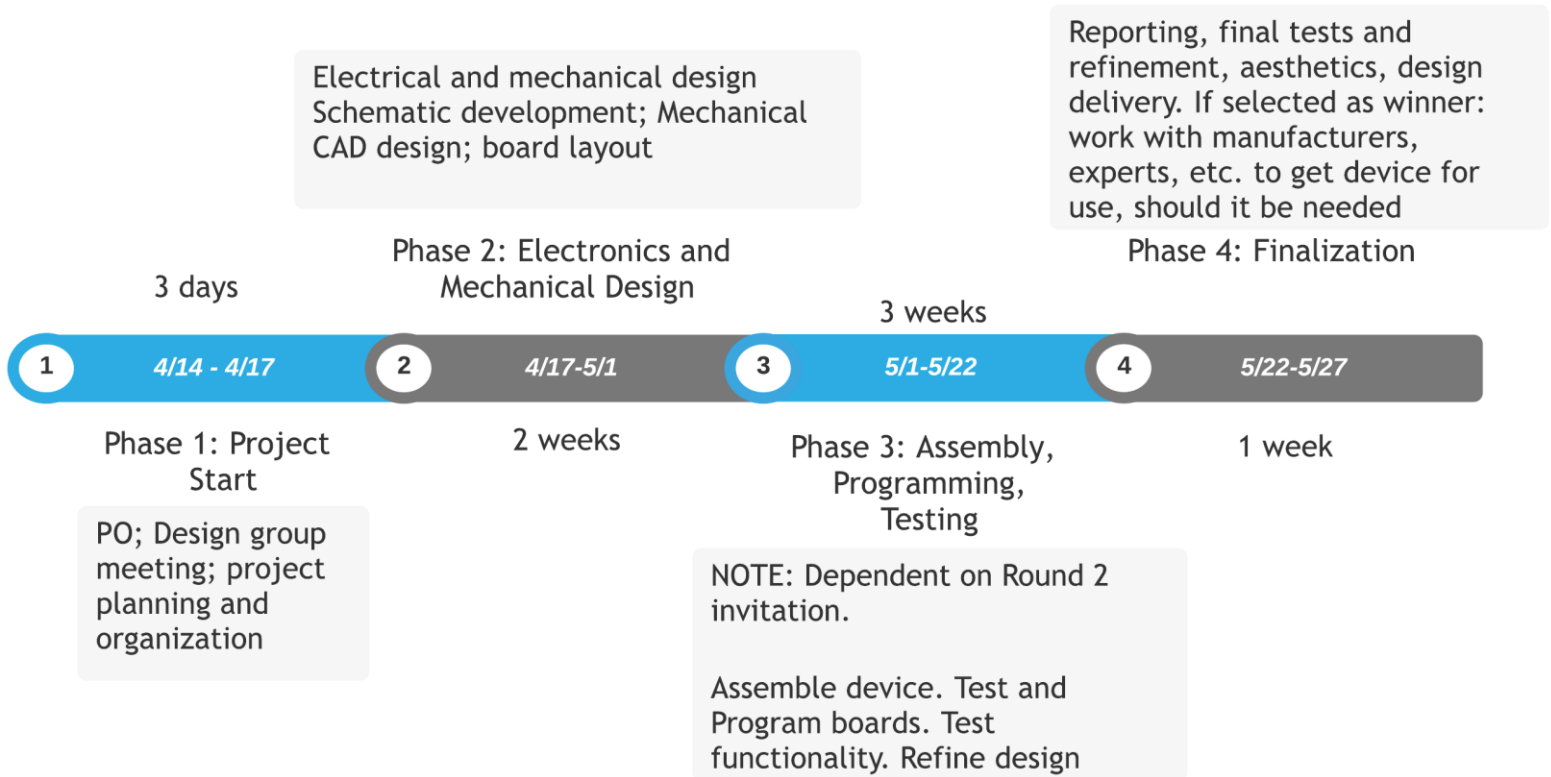 Electrical and mechanical design
Schematic development; Mechanical
CAD design; board layout
Reporting, final tests and
refinement, aesthetics, design
delivery. If selected as winner:
work with manufacturers,
experts, etc. to get device for
use, should it be needed
3 days
Phase 2: Electronics and
Mechanical Design
3 weeks
Phase 4: Finalization
1
4/14 - 4/17
2
4/17-5/1
3
5/1-5/22
4
5/22-5/27
Phase 1: Project
Start
2 weeks
Phase 3: Assembly,
Programming,
Testing
1 week
PO; Design group
meeting; project
planning and
organization
NOTE: Dependent on Round 2
invitation.
Assemble device. Test and
Program boards. Test
functionality. Refine design